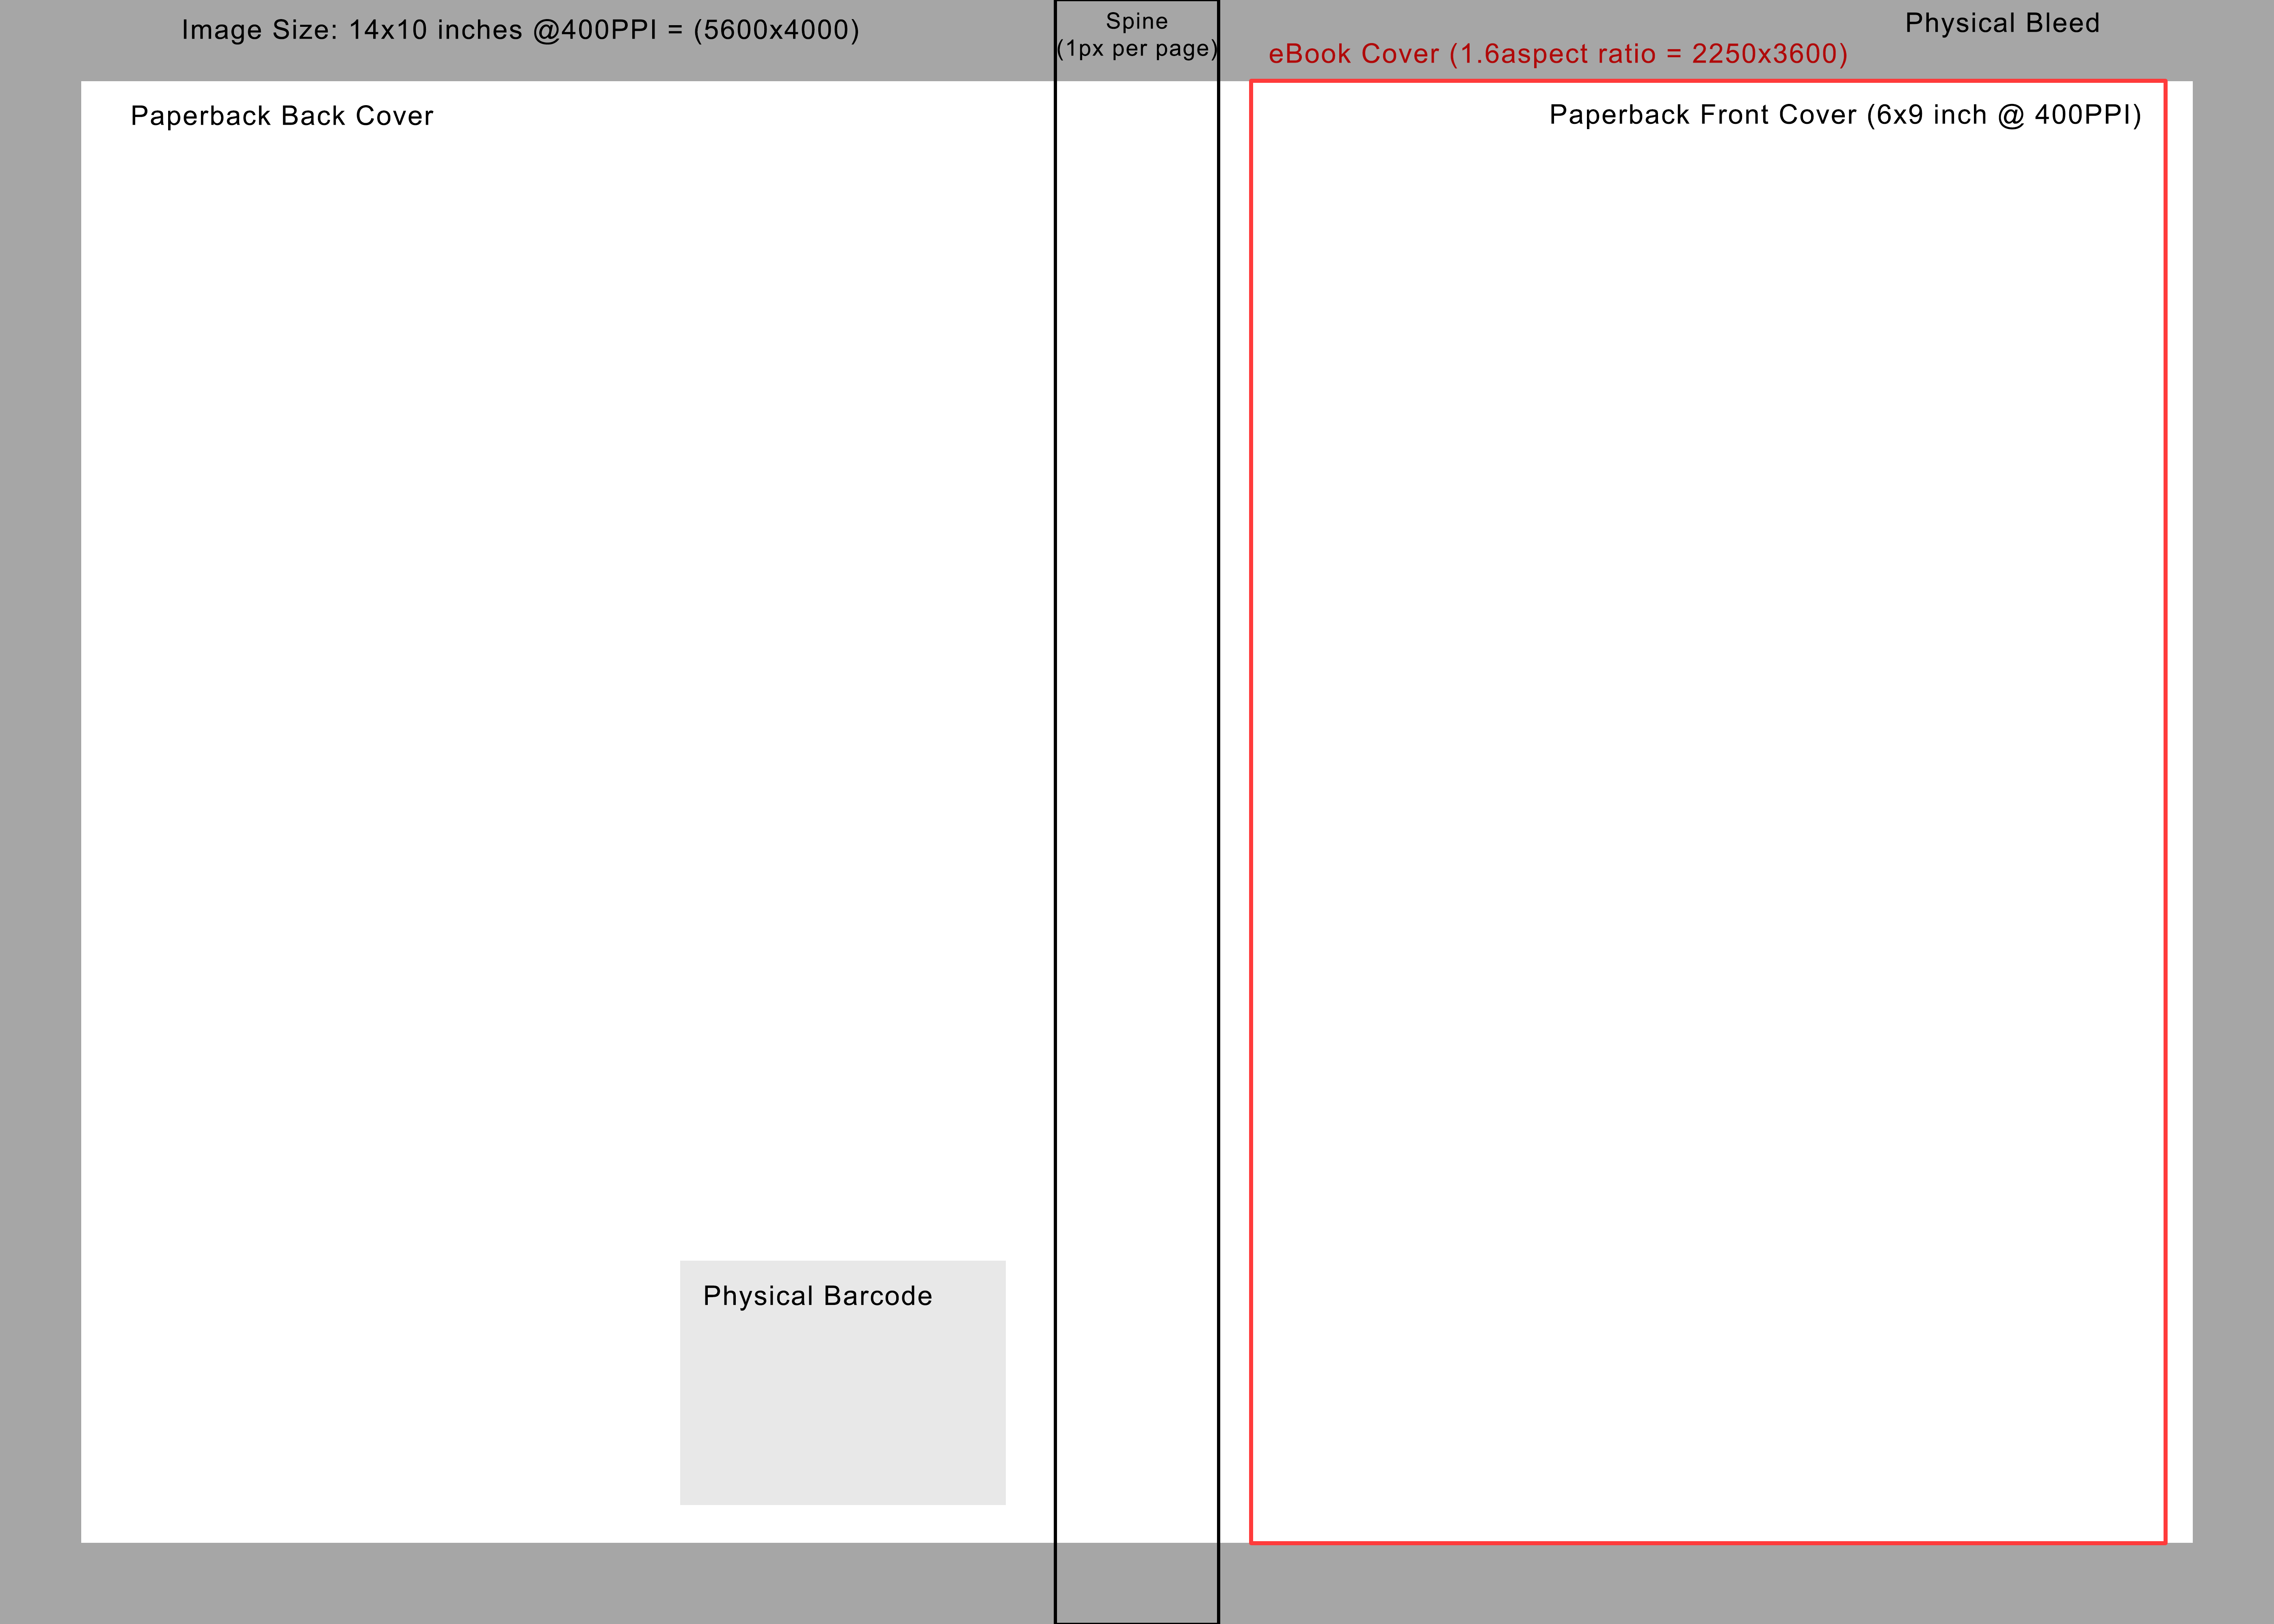 Image Size: 14x10 inches @400PPI = (5600x4000)
Spine
(1px per page)
Physical Bleed
eBook Cover (1.6aspect ratio = 2250x3600)
Paperback Back Cover
Paperback Front Cover (6x9 inch @ 400PPI)
Physical Barcode